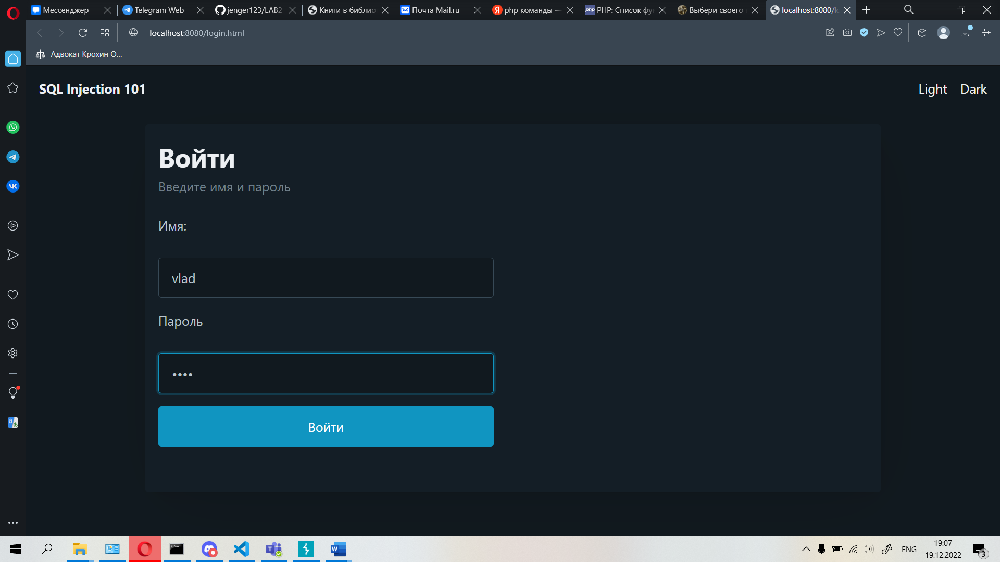 Мессенджер
Telegram Web
jenger123/LAB2
Книги в библио
Почта Mail.ru
php команды —
PHP: Список фу
Выбери своего
localhost:8080/lo
localhost:8080/login.html
Адвокат Крохин О...
SQL Injection 101
Light
Dark
Войти
Введите имя и пароль
Имя:
vlad
Пароль
••••
Войти
ENG
19:07
19.12.2022
3